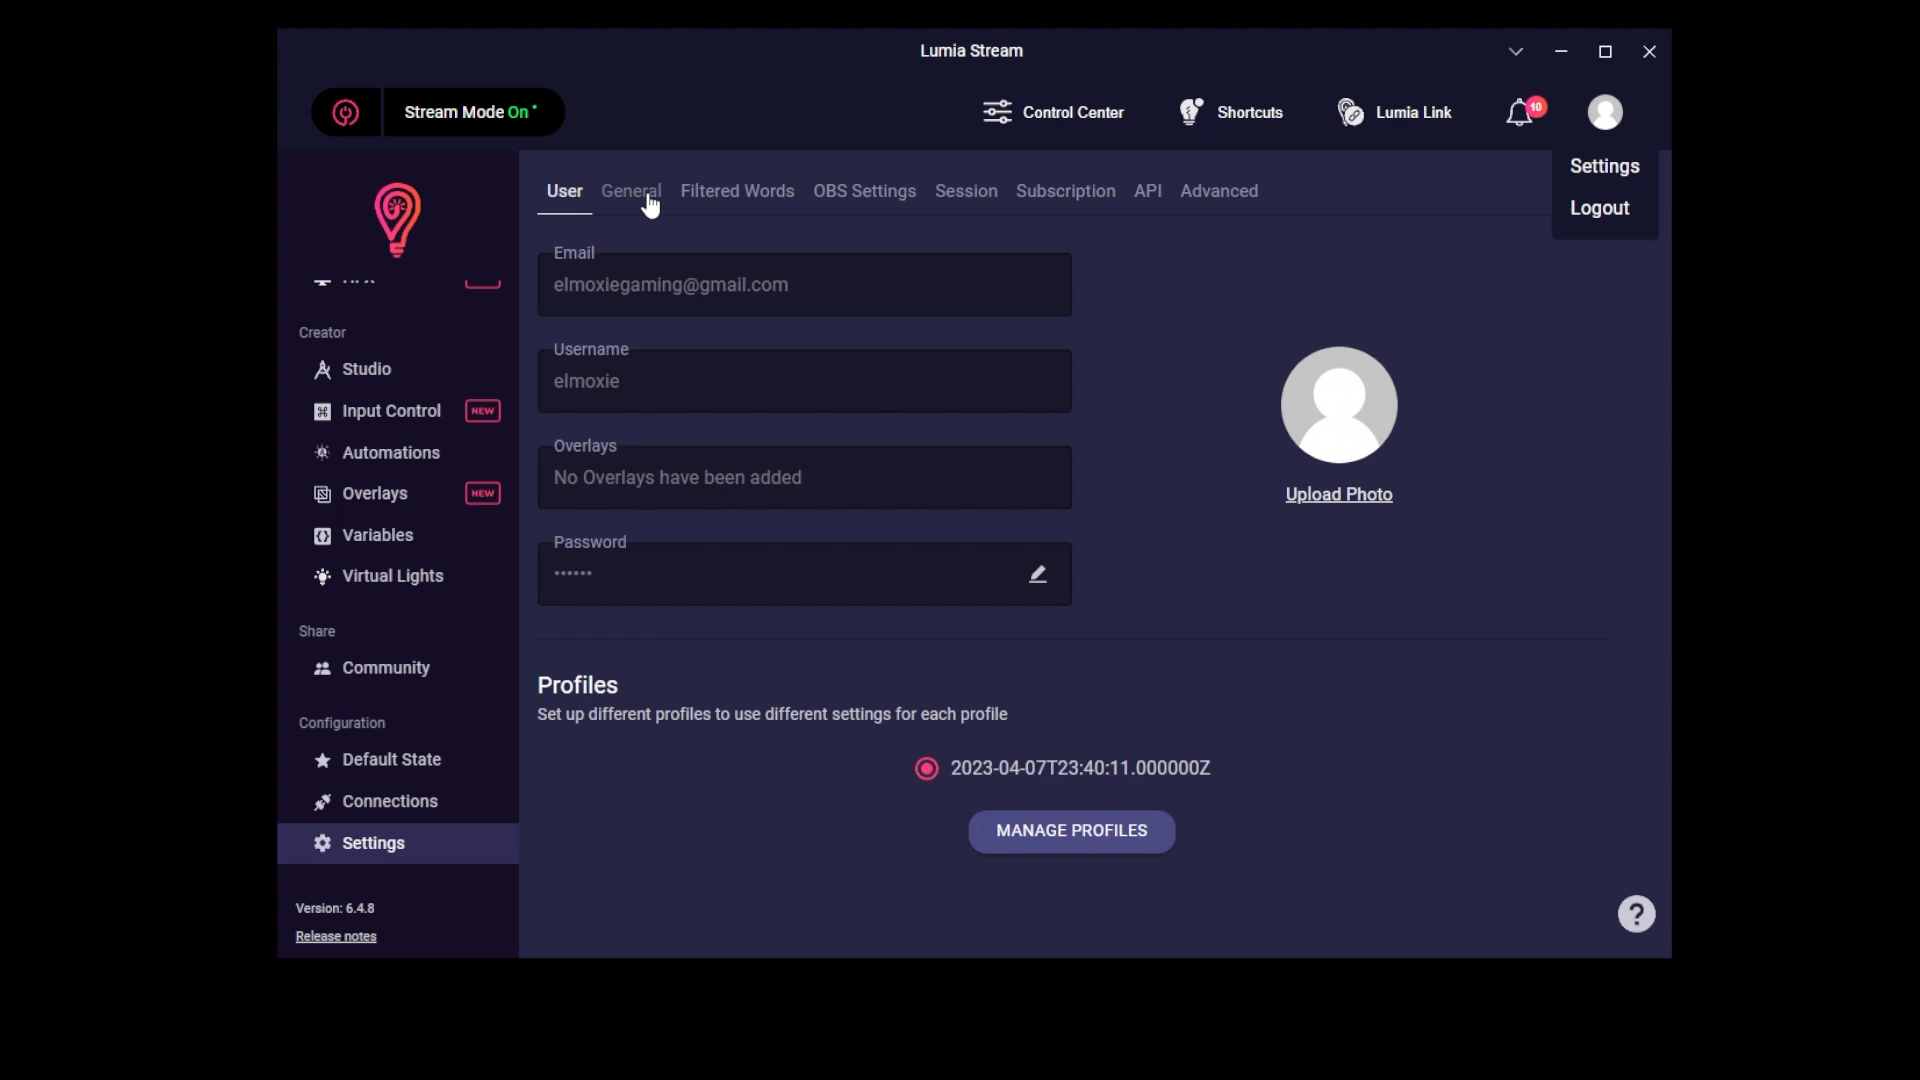 Lumia Stream
Stream Mode On
Control Center
Shortcuts
Lumia Link
10
Settings
Logout
User General Filtered Words OBS Settings Session Subscription API Advanced
Creator
Studio
Input Control NEW
Automations
Overlays NEW
Variables
Virtual Lights
Share
Community
Configuration
Default State
Connections
Settings
Version: 6.4.8
Release notes
Email
elmoxiegaming@gmail.com
Username
elmoxie
Overlays
No Overlays have been added
Password
••••••
Upload Photo
Profiles
Set up different profiles to use different settings for each profile
2023-04-07T23:40:11.000000Z
MANAGE PROFILES
?